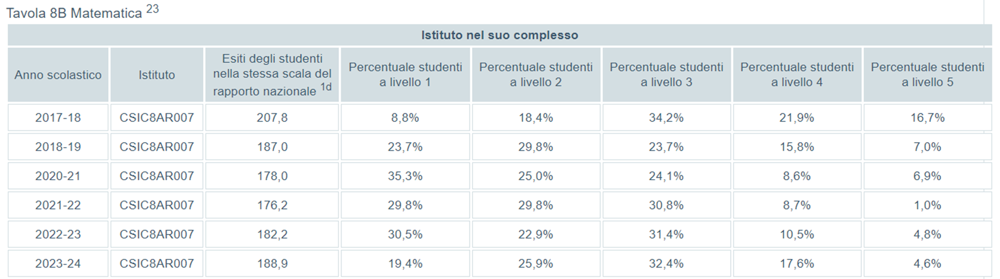 Tavola 8B Matematica 23
Istituto nel suo complesso
Anno scolastico Istituto Esiti degli studenti nella stessa scala del rapporto nazionale 1d Percentuale studenti a livello 1 Percentuale studenti a livello 2 Percentuale studenti a livello 3 Percentuale studenti a livello 4 Percentuale studenti a livello 5
2017-18 CSIC8AR007 207,8 8,8% 18,4% 34,2% 21,9% 16,7%
2018-19 CSIC8AR007 187,0 23,7% 29,8% 23,7% 15,8% 7,0%
2020-21 CSIC8AR007 178,0 35,3% 25,0% 24,1% 8,6% 6,9%
2021-22 CSIC8AR007 176,2 29,8% 29,8% 30,8% 8,7% 1,0%
2022-23 CSIC8AR007 182,2 30,5% 22,9% 31,4% 10,5% 4,8%
2023-24 CSIC8AR007 188,9 19,4% 25,9% 32,4% 17,6% 4,6%